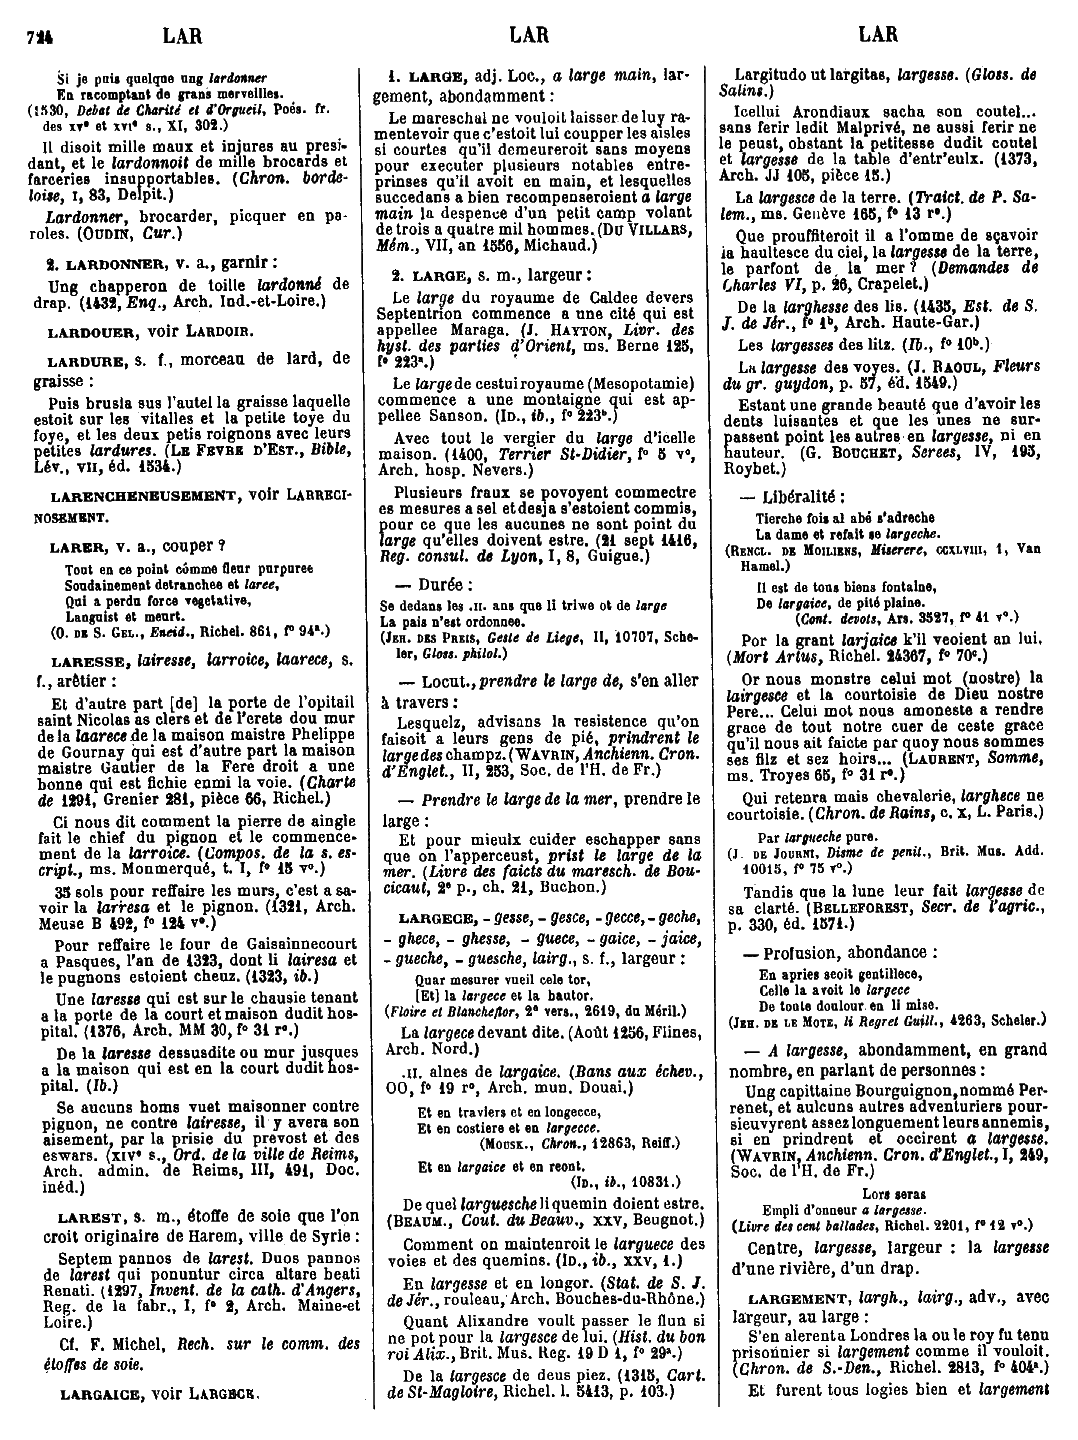 724 LAR LAR LAR
Si je puis quelque ung lardonner
En racomptant de grans merveilles.
(1530, Debat de Charité et d'Orgueil, Poés. fr.
des XVe et XVIe s., XI, 302.)
Il disoit mille maux et injures au presi-
dant, et le lardonnoit de mille brocards et
farceries insupportables. (Chron. borde-
loise, I, 83, Delpit.)
Lardonner, brocarder, picquer en pa-
roles. (OUDIN, Cur.)
2. LARDONNER, v. a., garnir :
Ung chapperon de toille lardonné de
drap. (1432, Enq., Arch. Ind.-et-Loire.)
LARDOUER, voir LARDOIR.
LARDURE, s. f., morceau de lard, de
graisse :
Puis brusla sus l'autel la graisse laquelle
estoit sur les vitalles et la petite toye du
foye, et les deux petis roignons avec leurs
petites lardures. (LE FEVRE D'EST., Bible,
Lév., VII, éd. 1534.)
LARENCHENEUSEMENT, voir LARRECI-
NOSEMENT.
LARER, v. a., couper ?
Tout en ce point cómme fleur purpuree
Soudainement detranchee et laree,
Qui a perdu force vegetative,
Languist et meurt.
(O. DE S. GEL., Eneid., Richel. 861, f° 94a.)
LARESSE, lairesse, larroice, laarece, s.
f., arêtier :
Et d'autre part [de] la porte de l'opitail
saint Nicolas as clers et de l'crete dou mur
de la laarece de la maison maistre Phelippe
de Gournay qui est d'autre part la maison
maistre Gautier de la Fere droit a une
bonne qui est fichie enmi la voie. (Charte
de 1291, Grenier 281, pièce 66, Richel.)
Ci nous dit comment la pierre de aingle
fait le chief du pignon et le commence-
ment de la larroice. (Compos. de la s. es-
cript., ms. Monmerqué, t. I, f° 15 v°.)
35 sols pour reffaire les murs, c'est a sa-
voir la larresa et le pignon. (1321, Arch.
Meuse B 492, f° 124 v°.)
Pour reffaire le four de Gaisainnecourt
a Pasques, l'an de 1323, dont li lairesa et
le pugnons estoient cheuz. (1323, ib.)
Une laresse qui est sur le chausie tenant
a la porte de la court et maison dudit hos-
pital. (1376, Arch. MM 30, f° 31 r°.)
De la laresse dessusdite ou mur jusques
a la maison qui est en la court dudit hos-
pital. (Ib.)
Se aucuns homs vuet maisonner contre
pignon, ne contre lairesse, il y avera son
aisement, par la prisie du prevost et des
eswars. (XIVe s., Ord. de la ville de Reims,
Arch. admin. de Reims, III, 491, Doc.
inéd.)
LAREST, s. m., étoffe de soie que l'on
croit originaire de Harem, ville de Syrie :
Septem pannos de larest. Duos pannos
de larest qui ponuntur circa altare beati
Renati. (1297, Invent. de la cath. d'Angers,
Reg. de la fabr., I, f° 2, Arch. Maine-et
Loire.)
Cf. F. Michel, Rech. sur le comm. des
étoffes de soie.
LARGAICE, voir LARGECE.
1. LARGE, adj. Loc., a large main, lar-
gement, abondamment :
Le mareschal ne vouloit laisser de luy ra-
mentevoir que c'estoit lui coupper les aisles
si courtes qu'il demeureroit sans moyens
pour executer plusieurs notables entre-
prinses qu'il avoit en main, et lesquelles
succedans a bien recompenseroient a large
main la despence d'un petit camp volant
de trois a quatre mil hommes. (DU VILLARS,
Mém., VII, an 1556, Michaud.)
2. LARGE, s. m., largeur :
Le large du royaume de Caldee devers
Septentrion commence a une cité qui est
appellee Maraga. (J. HAYTON, Livr. des
hyst. des parties d'Orient, ms. Berne 125,
f° 223a.)
Le large de cestui royaume (Mesopotamie)
commence a une montaigne qui est ap-
pellee Sanson. (ID., ib., f° 223b.)
Avec tout le vergier du large d'icelle
maison. (1400, Terrier St-Didier, f° 5 v°,
Arch. hosp. Nevers.)
Plusieurs fraux se povoyent commectre
es mesures a sel et desja s'estoient commis,
pour ce que les aucunes ne sont point du
large qu'elles doivent estre. (21 sept 1416,
Reg. consul. de Lyon, I, 8, Guigue.)
— Durée :
Se dedans les .II. ans que li triwe ot de large
La pais n'est ordonnee.
(JEH. DES PREIS, Geste de Liege, II, 10707, Sche-
ler, Gloss. philol.)
— Locut., prendre le large de, s'en aller
à travers :
Lesquelz, advisans la resistence qu'on
faisoit a leurs gens de pié, prindrent le
large des champz. (WAVRIN, Anchienn. Cron.
d'Englet., II, 253, Soc. de l'H. de Fr.)
— Prendre le large de la mer, prendre le
large :
Et pour mieulx cuider eschapper sans
que on l'apperceust, prist le large de la
mer. (Livre des faicts du maresch. de Bou-
cicaut, 2e p., ch. 21, Buchon.)
LARGECE, - gesse, - gesce, - gecce, - geche,
- ghece, - ghesse, - guece, - gaice, - jaice,
- gueche, - guesche, lairg., s. f., largeur :
Quar mesurer vueil cele tor,
[Et] la largece et la hautor.
(Floire et Blancheflor, 2e vers., 2619, du Méril.)
La largece devant dite. (Août 1256, Flines,
Arch. Nord.)
.II. alnes de largaice. (Bans aux échev.,
OO, f° 19 r°, Arch. mun. Douai.)
Et en traviers et en longecce,
Et en costiere et en largecce.
(MOUSK., Chron., 12863, Reiff.)
Et en largaice et en reont.
(ID., ib., 10831.)
De quel larguesche li quemin doient estre.
(BEAUM., Cout. du Beauv., XXV, Beugnot.)
Comment on maintenroit le larguece des
voies et des quemins. (ID., ib., XXV, 1.)
En largesse et en longor. (Stat. de S. J.
de Jér., rouleau, Arch. Bouches-du-Rhône.)
Quant Alixandre voult passer le flun si
ne pot pour la largesce de lui. (Hist. du bon
roi Alix., Brit. Mus. Reg. 19 D 1, f° 29a.)
De la largesce de deus piez. (1315, Cart.
de St-Magloire, Richel. l. 5413, p. 103.)
Largitudo ut largitas, largesse. (Gloss. de
Salins.)
Icellui Arondiaux sacha son coutel...
sans ferir ledit Malprivé, ne aussi ferir ne
le peust, obstant la petitesse dudit coutel
et largesse de la table d'entr'eulx. (1373,
Arch. JJ 105, pièce 15.)
La largesce de la terre. (Traict. de P. Sa-
lem., ms. Genève 165, f° 13 r°.)
Que prouffiteroit il a l'omme de sçavoir
la haultesce du ciel, la largesse de la terre,
le parfont de la mer ? (Demandes de
Charles VI, p. 26, Crapelet.)
De la larghesse des lis. (1435, Est. de S.
J. de Jér., f° 1b, Arch. Haute-Gar.)
Les largesses des litz. (Ib., f° 10b.)
La largesse des voyes. (J. RAOUL, Fleurs
du gr. guydon, p. 57, éd. 1549.)
Estant une grande beauté que d'avoir les
dents luisantes et que les unes ne sur-
passent point les autres en largesse, ni en
hauteur. (G. BOUCHET, Serees, IV, 195,
Roybet.)
— Libéralité :
Tierche fois al abé s'adreche
La dame et refait se largeche.
(RENCL. DE MOILIENS, Miserere, CCXLVIII, 1, Van
Hamel.)
Il est de tous biens fontaine,
De largaice, de pité plaine.
(Cont. devots, Ars. 3527, f° 41 v°.)
Por la grant larjaice k'il veoient an lui.
(Mort Artus, Richel. 24367, f° 70c.)
Or nous monstre celui mot (nostre) la
lairgesce et la courtoisie de Dieu nostre
Pere... Celui mot nous amoneste a rendre
grace de tout nostre cuer de ceste grace
qu'il nous ait faicte par quoy nous sommes
ses filz et sez hoirs... (LAURENT, Somme,
ms. Troyes 65, f° 31 r°.)
Qui retenra mais chevalerie, larghece ne
courtoisie. (Chron. de Rains, c. X, L. Paris.)
Par largueche pure.
(J. DE JOURNI, Disme de penit., Brit. Mus. Add.
10015, f° 75 v°.)
Tandis que la lune leur fait largesse de
sa clarté. (BELLEFOREST, Secr. de l'agric.,
p. 330, éd. 1571.)
— Profusion, abondance :
En apries seoit gentillece,
Celle la avoit le largece
De toute doulour en li mise.
(JEH. DE LE MOTE, li Regret Guill., 4263, Scheler.)
— A largesse, abondamment, en grand
nombre, en parlant de personnes :
Ung capittaine Bourguignon, nommé Per-
renet, et aulcuns autres adventuriers pour-
sieuvyrent assez longuement leurs annemis,
si en prindrent et occirent a largesse.
(WAVRIN, Anchienn. Cron. d'Englet., I, 249,
Soc. de l'H. de Fr.)
Lors seras
Empli d'onneur a largesse.
(Livre des cent ballades, Richel. 2201, f° 12 v°.)
Centre, largesse, largeur : la largesse
d'une rivière, d'un drap.
LARGEMENT, largh., lairg., adv., avec
largeur, au large :
S'en alerent a Londres la ou le roy fu tenu
prisonnier si largement comme il vouloit.
(Chron. de S.-Den., Richel. 2813, f° 404a.)
Et furent tous logies bien et largement